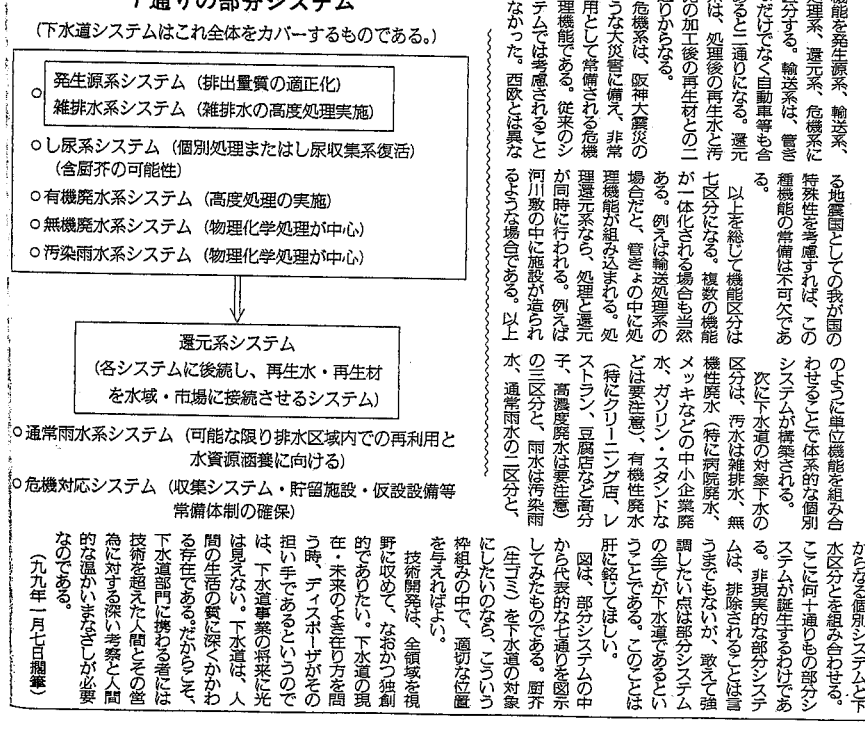 ７通りの部分システム
(下水道システムはこれ全体をカバーするものである。)
発生源系システム (排出量質の適正化)
雑排水系システム (雑排水の高度処理実施)
○し尿系システム (個別処理またはし尿収集系復活)
(含厨芥の可能性)
○有機廃水系システム (高度処理の実施)
○無機廃水系システム (物理化学処理が中心)
○汚染雨水系システム (物理化学処理が中心)
還元系システム
(各システムに後続し、再生水・再生材
を水域・市場に接続させるシステム)
○通常雨水系システム (可能な限り排水区域内での再利用と
水資源涵養に向ける)
○危機対応システム (収集システム・貯留施設・仮設設備等
常備体制の確保)
機能を発生源系、輸送系、
理系、還元系、危機系に
区分する。輸送系は、管き
だけでなく自動車等も含
ると二通りになる。還元
は、処理後の再生水と汚
の加工後の再生材との二
りからなる。
危機系は、阪神大震災の
うな大災害に備え、非常
用として常備される危機
理機能である。従来のシ
テムでは考慮されること
なかった。西欧とは異な
る地震国としての我が国の
特殊性を考慮すれば、この
種機能の常備は不可欠であ
る。
以上を総じて機能区分は
七区分になる。複数の機能
が一体化される場合も当然
ある。例えば輸送処理系の
場合だと、管きょの中に処
理機能が組み込まれる。処
理還元系なら、処理と還元
が同時に行われる。例えば
河川敷の中に施設が造られ
るような場合である。以上
のように単位機能を組み合
わせることで体系的な個別
システムが構築される。
次に下水道の対象下水の
区分は、汚水は雑排水、無
機性廃水（特に病院廃水、
メッキなどの中小企業廃
水、ガソリン・スタンドな
どは要注意）、有機性廃水
（特にクリーニング店、レ
ストラン、豆腐店など高分
子、高濃度廃水は要注意）
の三区分と、雨水は汚染雨
水、通常雨水の二区分と、
からなる個別システムと下
水区分とを組み合わせる。
ここに何十通りもの部分シ
ステムが誕生するわけであ
る。非現実的な部分システ
ムは、排除されることは言
うまでもないが、敢えて強
調したい点は部分システム
の全てが下水道であるとい
うことである。このことは
肝に銘じてほしい。
図は、部分システムの中
から代表的な七通りを図示
してみたものである。厨芥
（生ゴミ）を下水道の対象
にしたいのなら、こういう
枠組みの中で、適切な位置
を与えればよい。
技術開発は、全領域を視
野に収めて、なおかつ独創
的でありたい。下水道の現
在・未来のよき在り方を問
う時、ディスポーザがその
担い手であるというので
は、下水道事業の将来に光
は見えない。下水道は、人
間の生活の質に深くかかわ
る存在である。だからこそ、
下水道部門に携わる者には
技術を超えた人間とその営
為に対する深い考察と人間
的な温かいまなざしが必要
なのである。
（九九年一月七日擱筆）